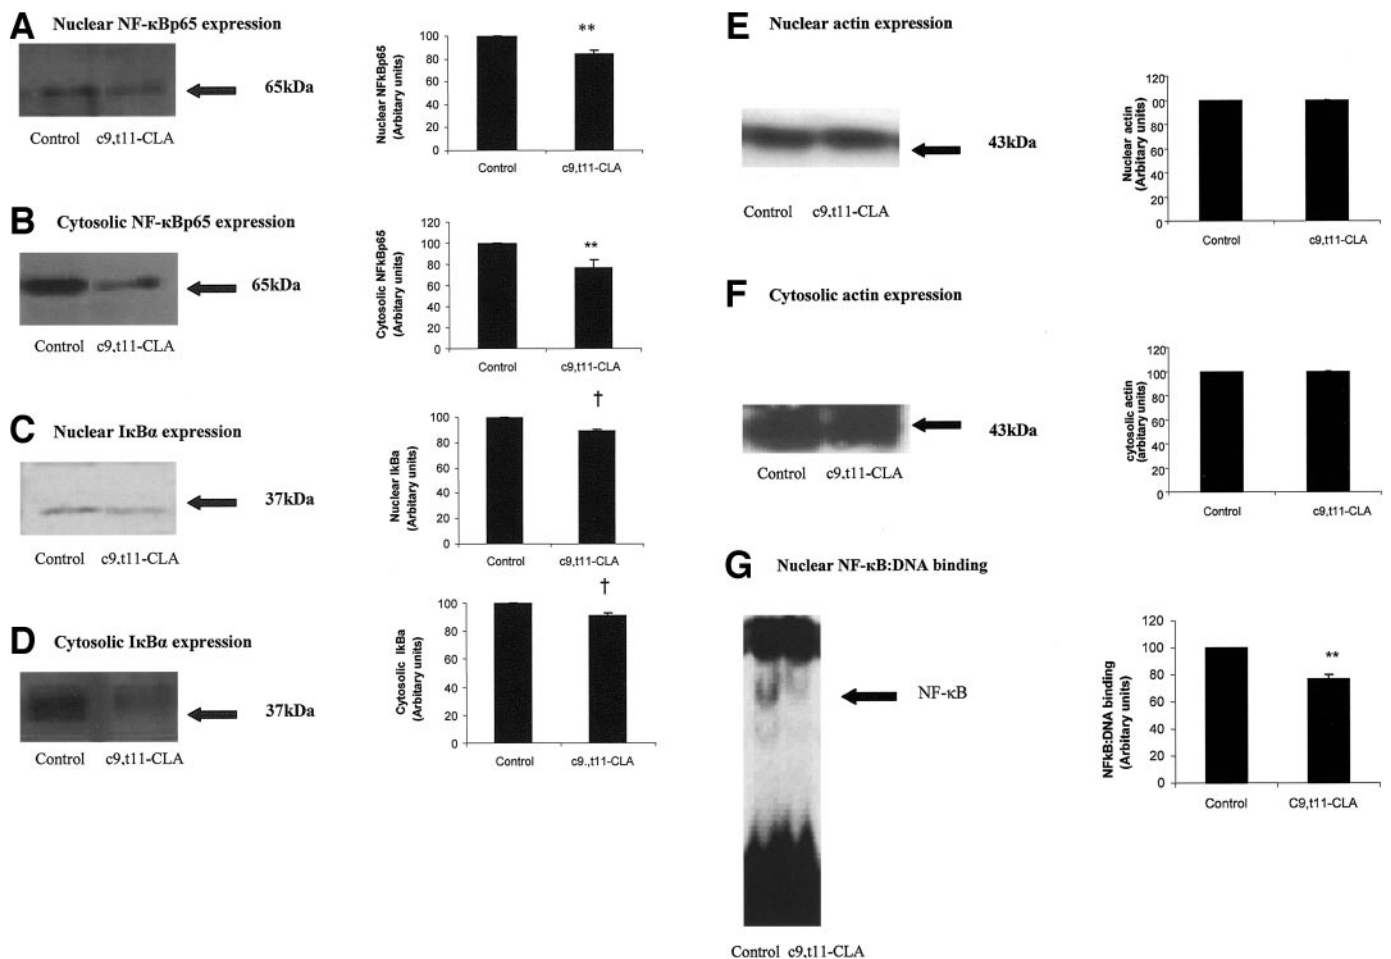 A Nuclear NF-κBp65 expression
65kDa
Control c9,t11-CLA
Nuclear NFkBp65
(Arbitary units)
100
80
60
40
20
0
**
Control c9,t11-CLA
B Cytosolic NF-κBp65 expression
65kDa
Control c9,t11-CLA
Cytosolic NFkBp65
(Arbitary units)
120
100
80
60
40
20
0
**
Control c9,t11-CLA
C Nuclear IκBα expression
37kDa
Control c9,t11-CLA
Nuclear IkBa
(Arbitary units)
100
80
60
40
20
0
†
Control c9,t11-CLA
D Cytosolic IκBα expression
37kDa
Control c9,t11-CLA
Cytosolic IkBa
(Arbitary units)
100
80
60
40
20
0
†
Control c9.,t11-CLA
E Nuclear actin expression
43kDa
Control c9,t11-CLA
Nuclear actin
(Arbitary units)
120
00
80
60
40
20
0
Control c9,t11-CLA
F Cytosolic actin expression
43kDa
Control c9,t11-CLA
cytosolic actin
(arbitary units)
120
100
80
60
40
20
0
Control c9,t11-CLA
G Nuclear NF-κB:DNA binding
NF-κB
Control c9,t11-CLA
NFkB:DNA binding
(Arbitary units)
120
100
80
60
40
20
0
**
Control C9,t11-CLA